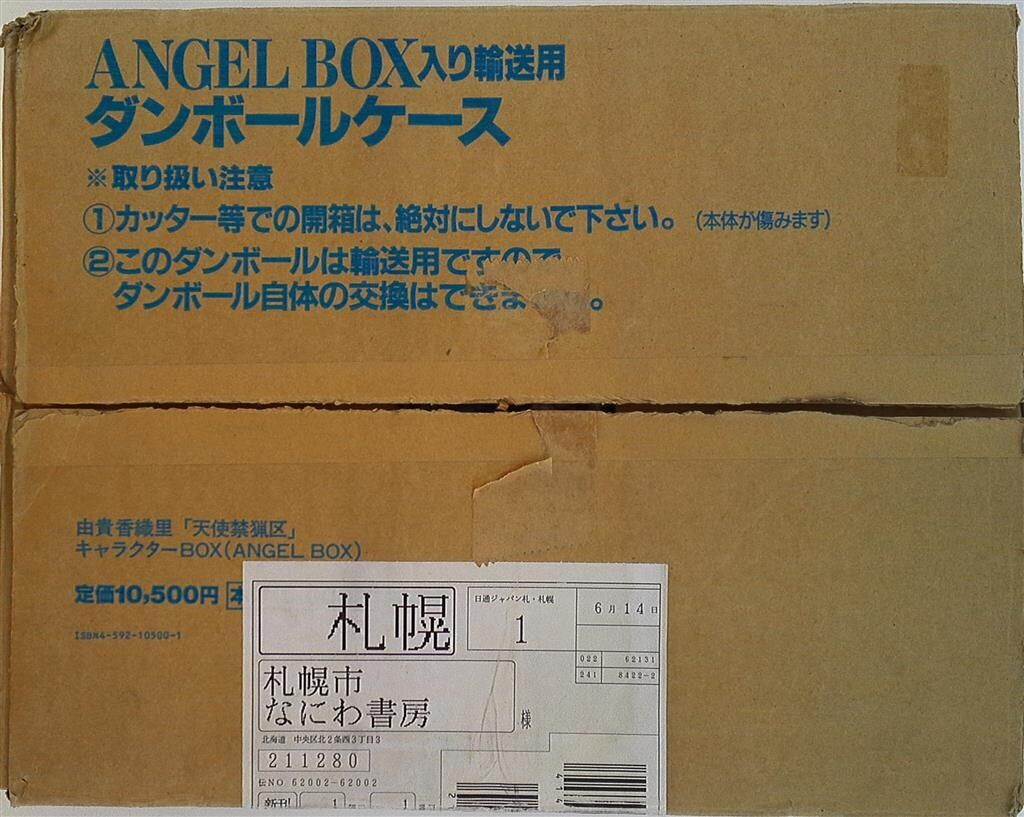 ANGEL BOX入り輸送用
ダンボールケース
※取り扱い注意
①カッター等での開箱は、絶対にしないで下さい。(本体が傷みます)
②このダンボールは輸送用ですので
ダンボール自体の交換はできま 。
由貴香織里「天使禁猟区」
キャラクターBOX(ANGEL BOX)
定価10,500円 本
ISBN4-592-10500-1
札幌
日通ジャパン札・札幌
1
6月14日
022 62131
241 8422-2
札幌市
なにわ書房
様
北海道 中央区北2条西3丁目3
211280
伝NO 62002-62002
新刊 1 1
2
414